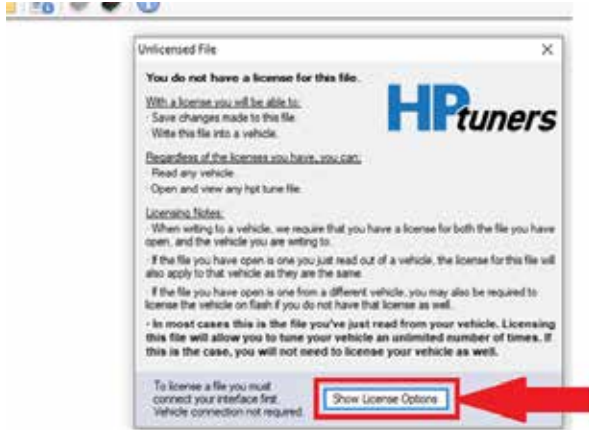 Unlicensed File
You do not have a license for this file.
HPtuners
With a license you will be able to:
· Save changes made to this file.
· Write this file into a vehicle.
Regardless of the licenses you have, you can:
· Read any vehicle.
· Open and view any hpt tune file.
Licensing Notes:
· When writing to a vehicle, we require that you have a license for both the file you have
open, and the vehicle you are writing to.
· If the file you have open is one you just read out of a vehicle, the license for this file will
also apply to that vehicle as they are the same.
· If the file you have open is one from a different vehicle, you may also be required to
license the vehicle on flash if you do not have that license as well.
· In most cases this is the file you've just read from your vehicle. Licensing
this file will allow you to tune your vehicle an unlimited number of times. If
this is the case, you will not need to license your vehicle as well.
To license a file you must
connect your interface first.
Vehicle connection not required.
Show License Options